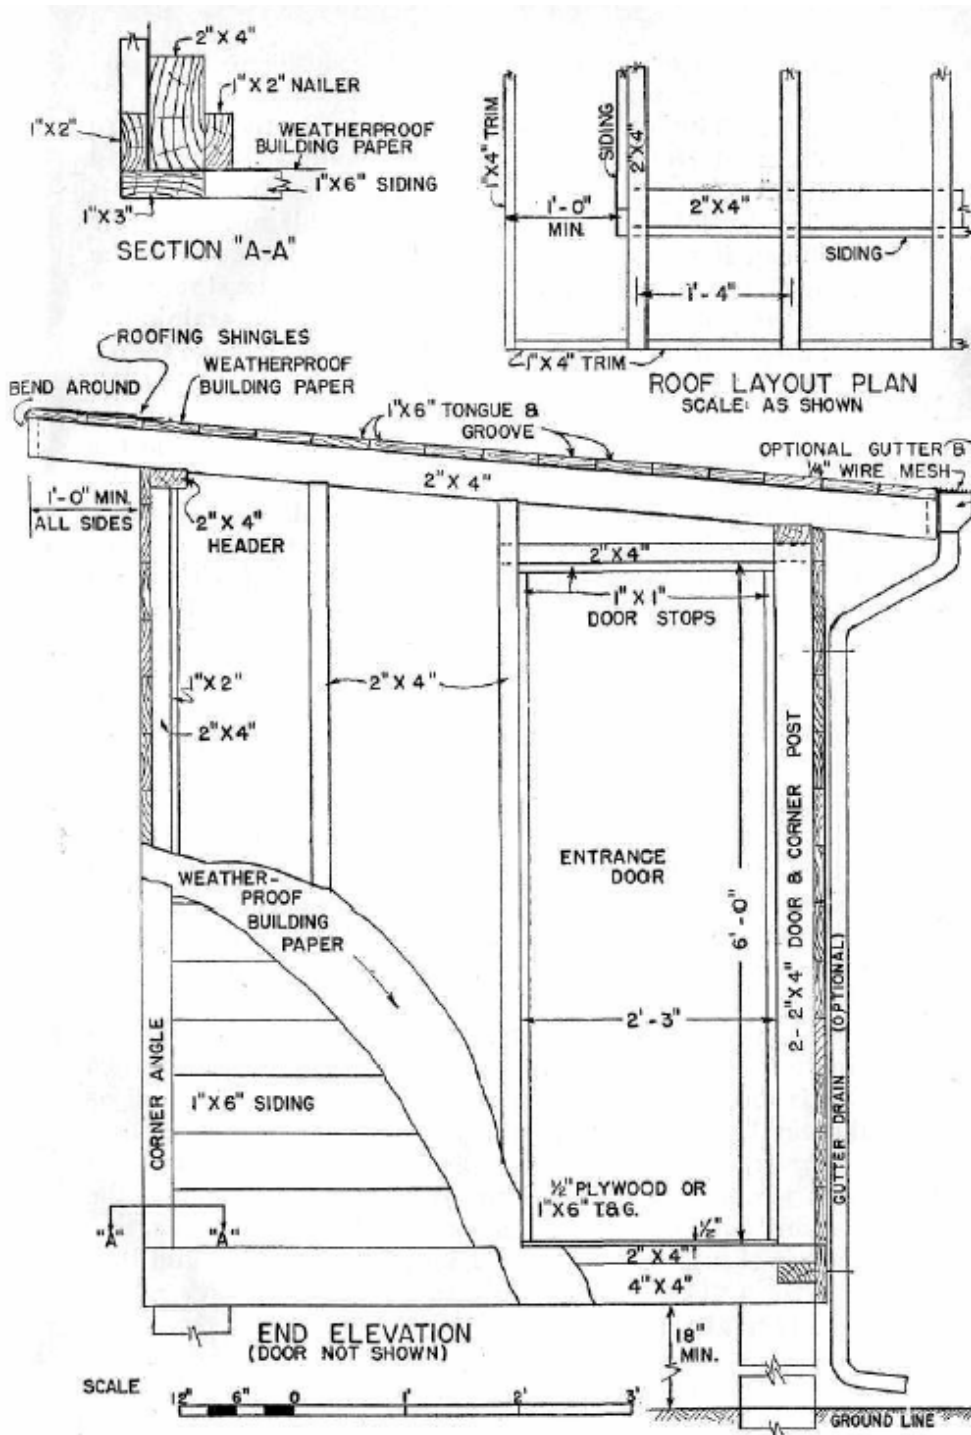 2"X4"
1"X2" NAILER
1"X2"
WEATHERPROOF
BUILDING PAPER
1"X6" SIDING
1"X3"
SECTION "A-A"
1"X4" TRIM
SIDING
2"X4"
1'-0"
MIN.
2"X4"
SIDING
1'-4"
1"X4" TRIM
ROOF LAYOUT PLAN
SCALE: AS SHOWN
ROOFING SHINGLES
WEATHERPROOF
BUILDING PAPER
BEND AROUND
1"X6" TONGUE &
GROOVE
OPTIONAL GUTTER &
1/4" WIRE MESH
1'-0" MIN.
ALL SIDES
2"X4"
HEADER
2"X4"
2"X4"
1"X1"
DOOR STOPS
1"X2"
2"X4"
2"X4"
ENTRANCE
DOOR
6'-0"
2-2"X4" DOOR & CORNER POST
WEATHER-
PROOF
BUILDING
PAPER
2'-3"
CORNER ANGLE
1"X6" SIDING
GUTTER DRAIN (OPTIONAL)
½" PLYWOOD OR
1"X6" T&G.
½"
"A" "A"
2"X4"
4"X4"
END ELEVATION
(DOOR NOT SHOWN)
18"
MIN.
SCALE
12" 6" 0 1' 2' 3'
GROUND LINE